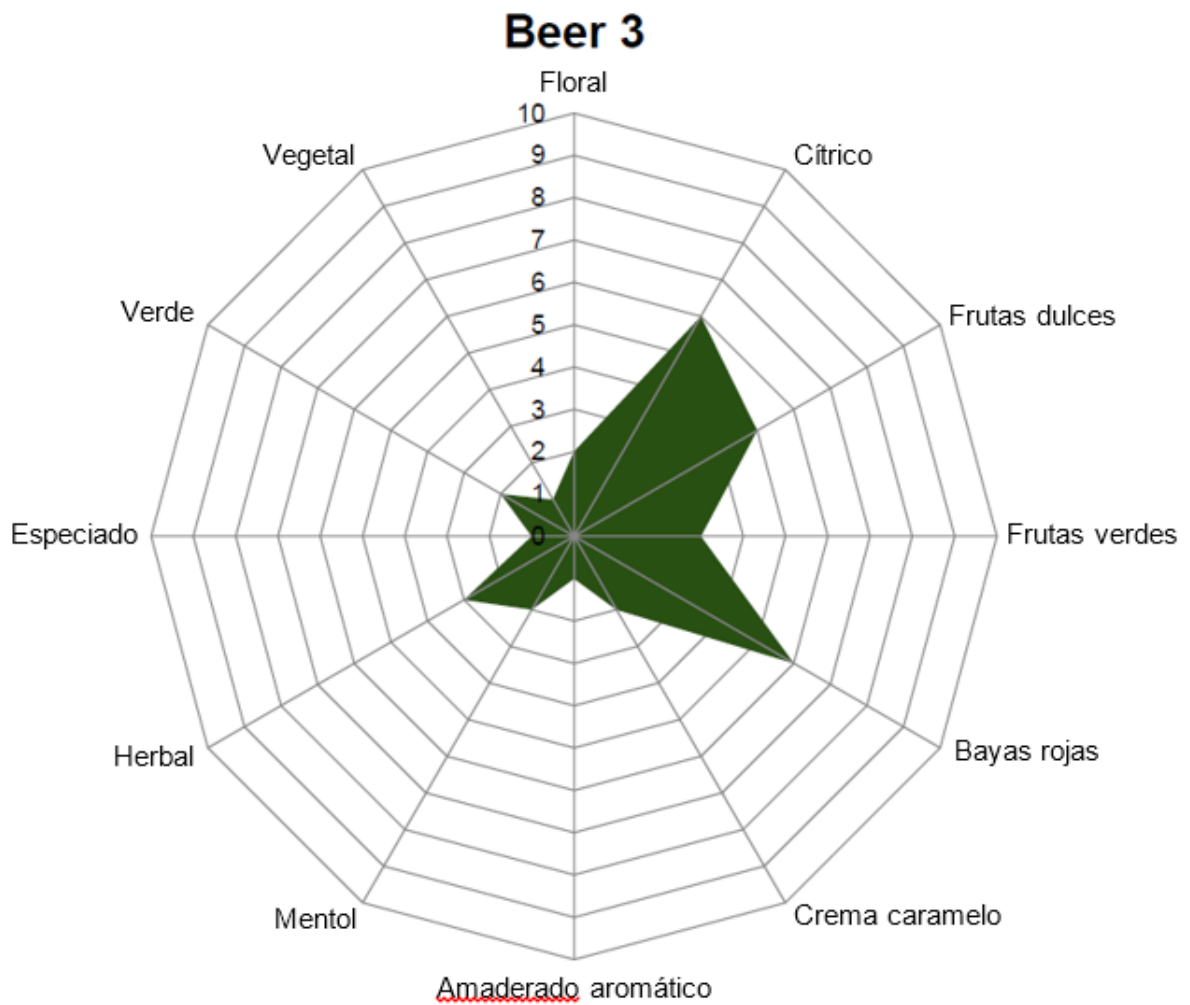 Beer 3
Floral
10
9
8
7
6
5
4
3
2
1
0
Cítrico
Frutas dulces
Frutas verdes
Bayas rojas
Crema caramelo
Amaderado aromático
Mentol
Herbal
Especiado
Verde
Vegetal